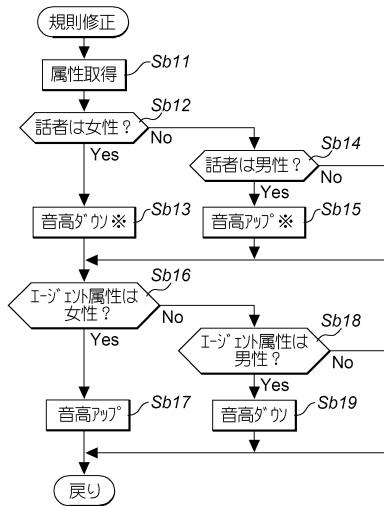 規則修正
属性取得
Sb11
話者は女性?
Sb12
No
Yes
話者は男性?
Sb14
No
Yes
音高ダウン※
Sb13
音高アップ※
Sb15
エージェント属性は
女性?
Sb16
No
Yes
エージェント属性は
男性?
Sb18
No
Yes
音高アップ
Sb17
音高ダウン
Sb19
戻り